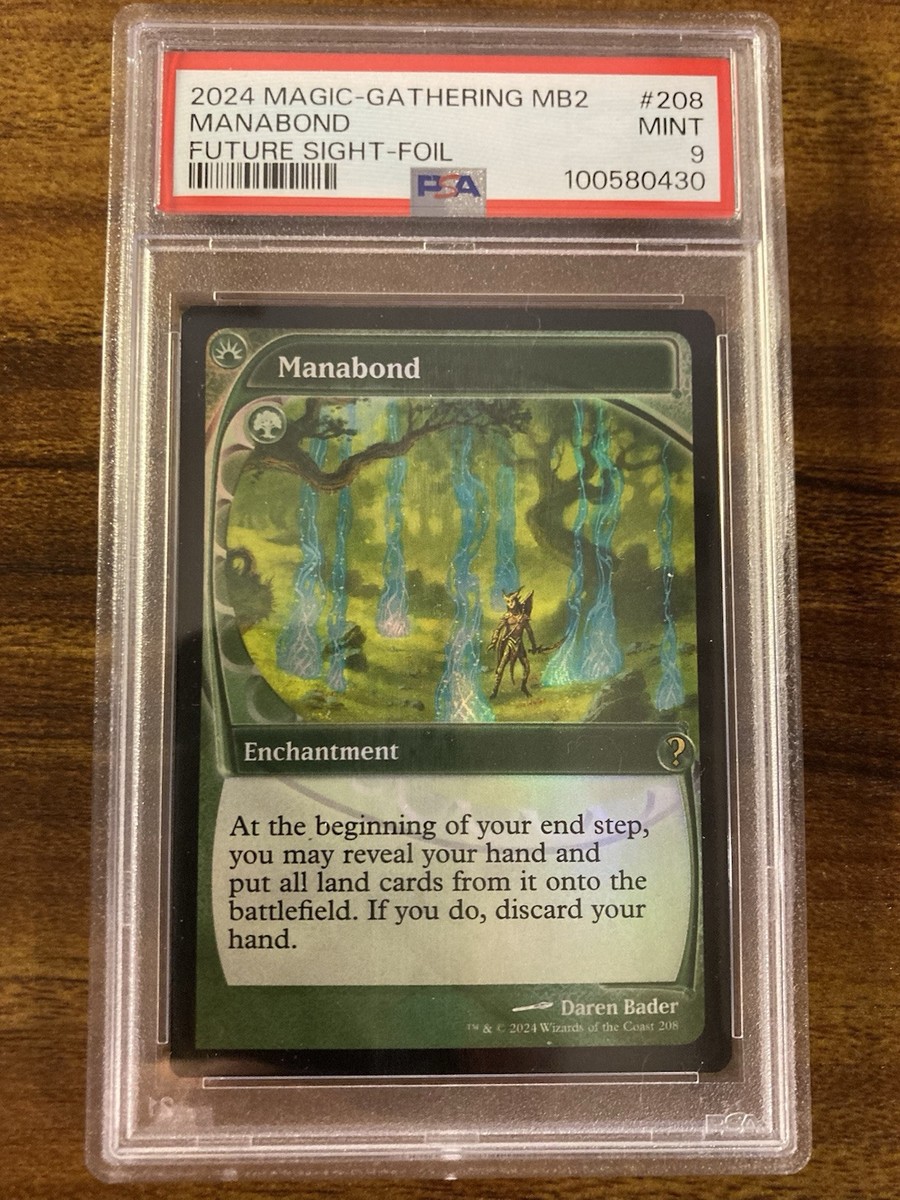 2024 MAGIC-GATHERING MB2 #208
MANABOND MINT
FUTURE SIGHT-FOIL 9
PSA 100580430
Manabond
Enchantment ?
At the beginning of your end step,
you may reveal your hand and
put all land cards from it onto the
battlefield. If you do, discard your
hand.
Daren Bader
™ & © 2024 Wizards of the Coast 208
PSA